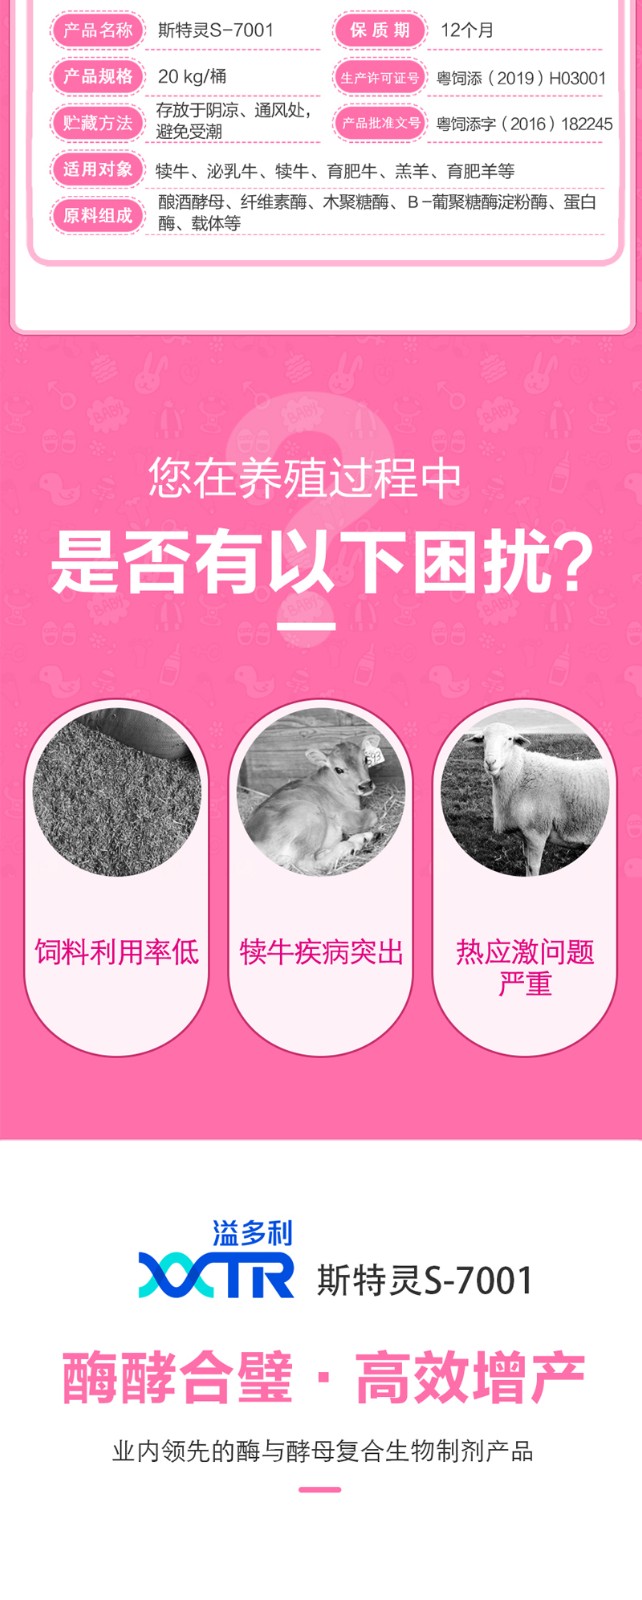 产品名称 斯特灵S-7001 保质期 12个月
产品规格 20 kg/桶 生产许可证号 粤饲添（2019）H03001
贮藏方法 存放于阴凉、通风处，
避免受潮
产品批准文号 粤饲添字（2016）182245
适用对象 犊牛、泌乳牛、犊牛、育肥牛、羔羊、育肥羊等
原料组成 酿酒酵母、纤维素酶、木聚糖酶、B-葡聚糖酶淀粉酶、蛋白
酶、载体等
您在养殖过程中
是否有以下困扰？
饲料利用率低
犊牛疾病突出
热应激问题
严重
溢多利
XTR 斯特灵S-7001
酶酵合璧·高效增产
业内领先的酶与酵母复合生物制剂产品